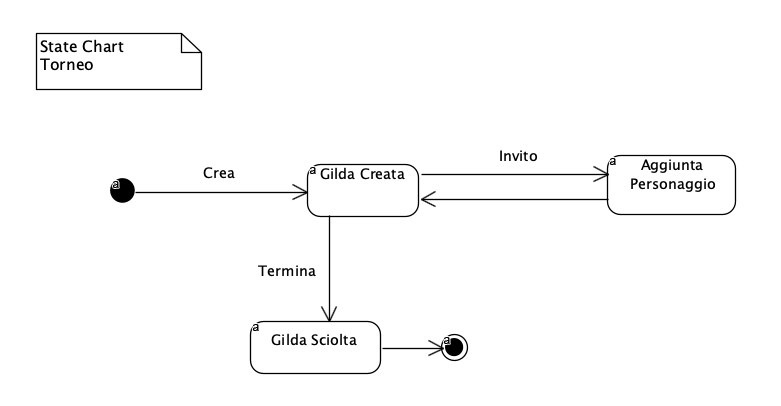 State Chart
Torneo
Crea
a
a Gilda Creata
Invito
a Aggiunta
Personaggio
Termina
a
Gilda Sciolta
a